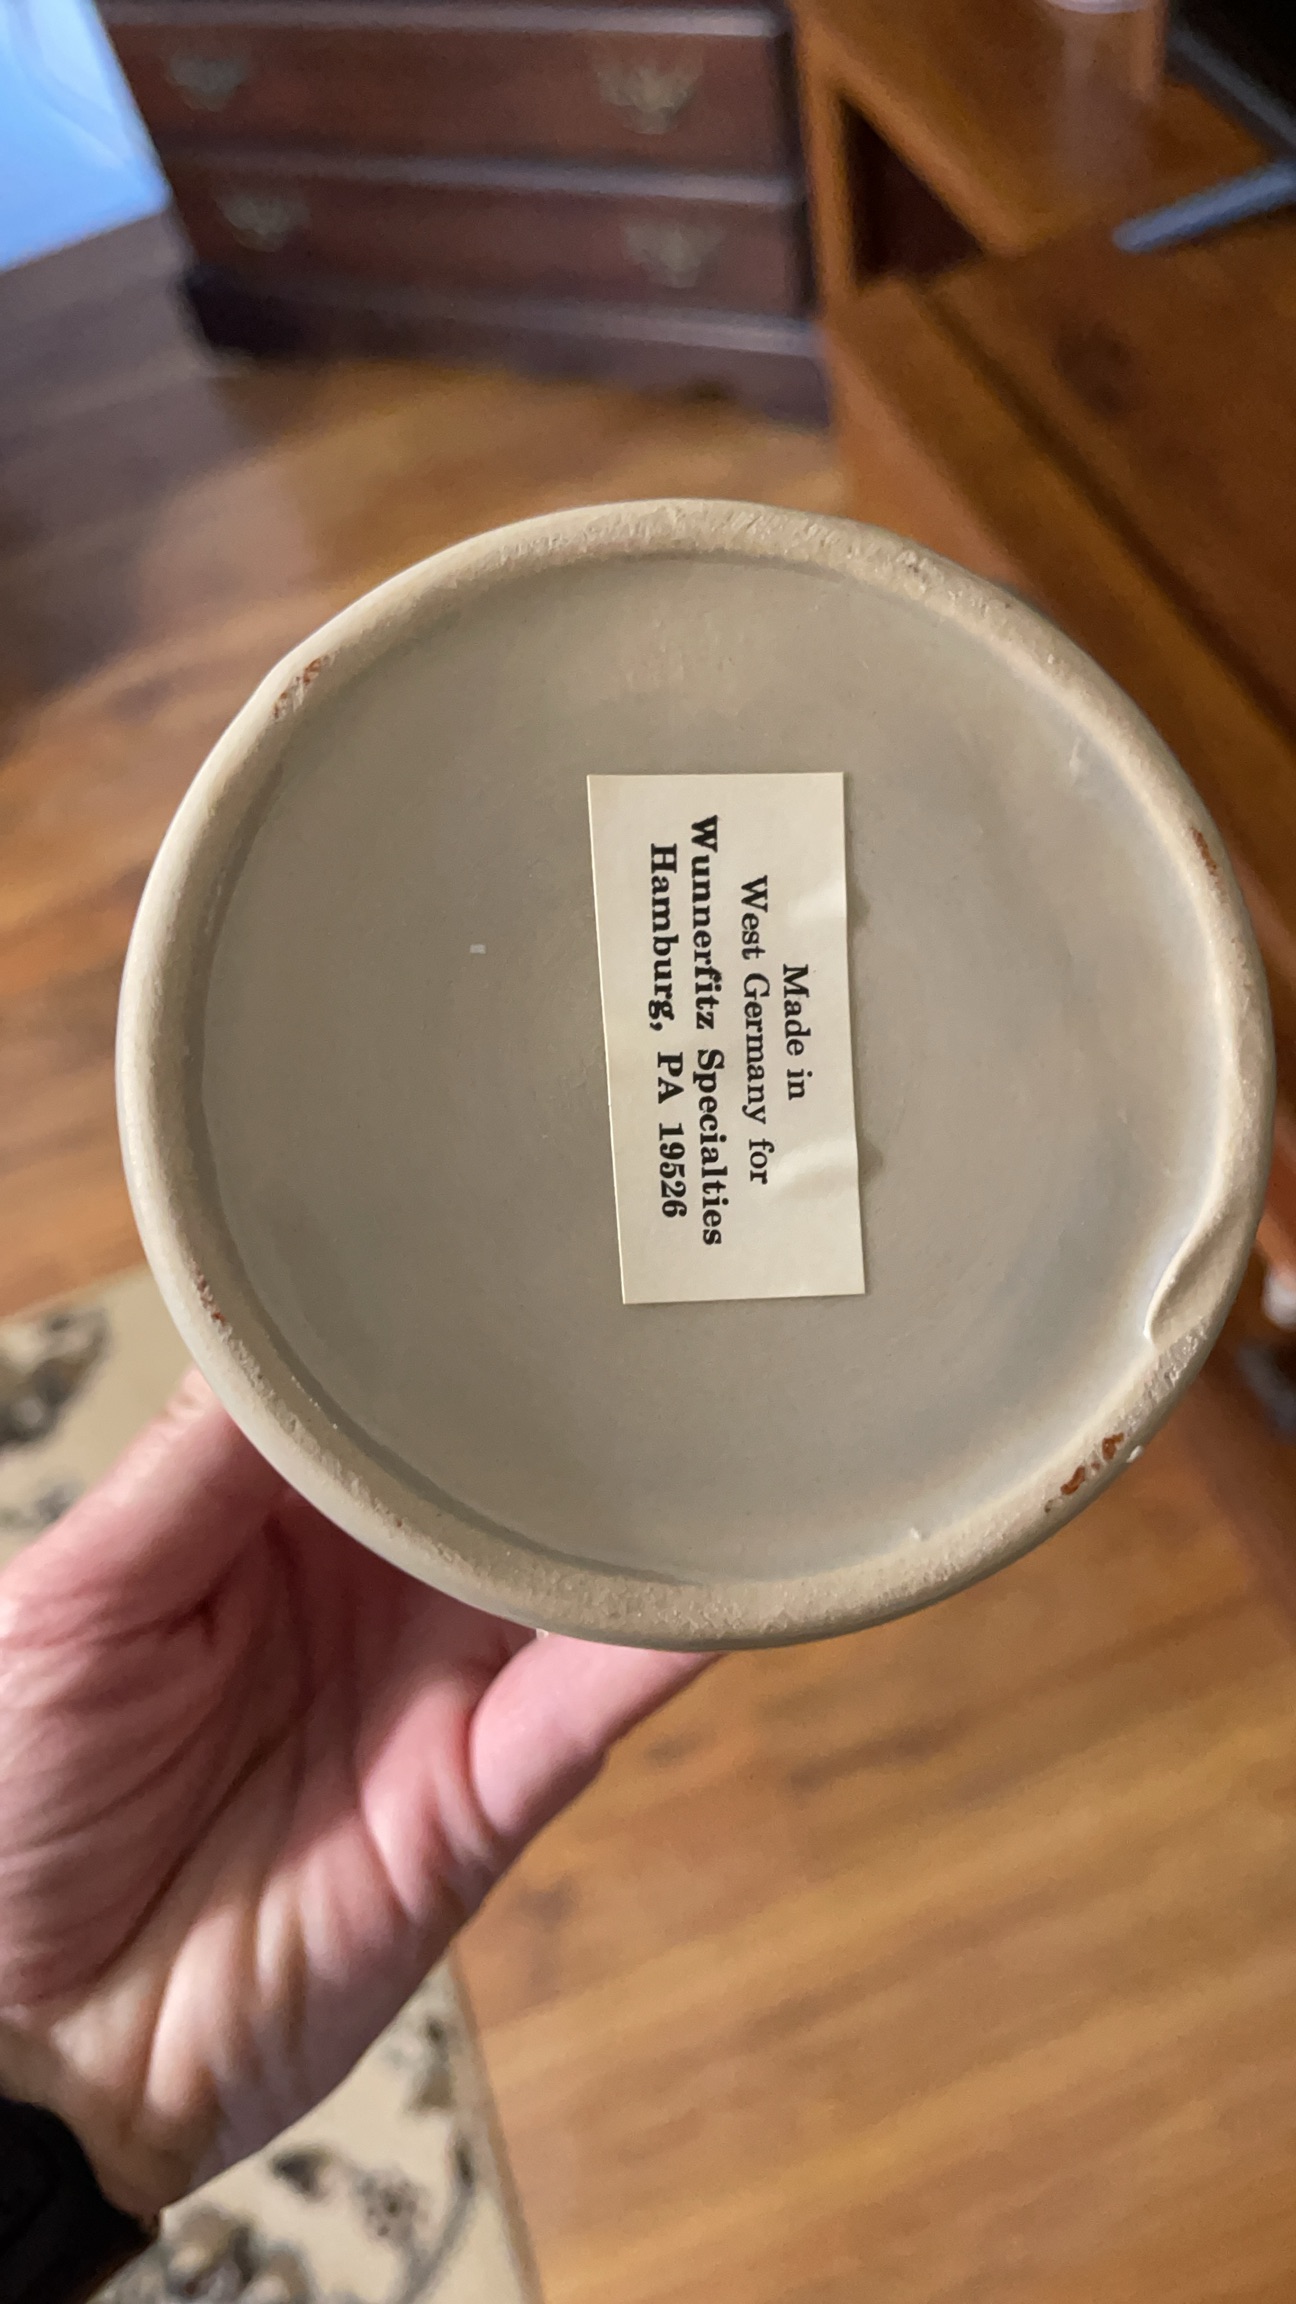 Made in
West Germany for
Wunnerfitz Specialties
Hamburg, PA 19526